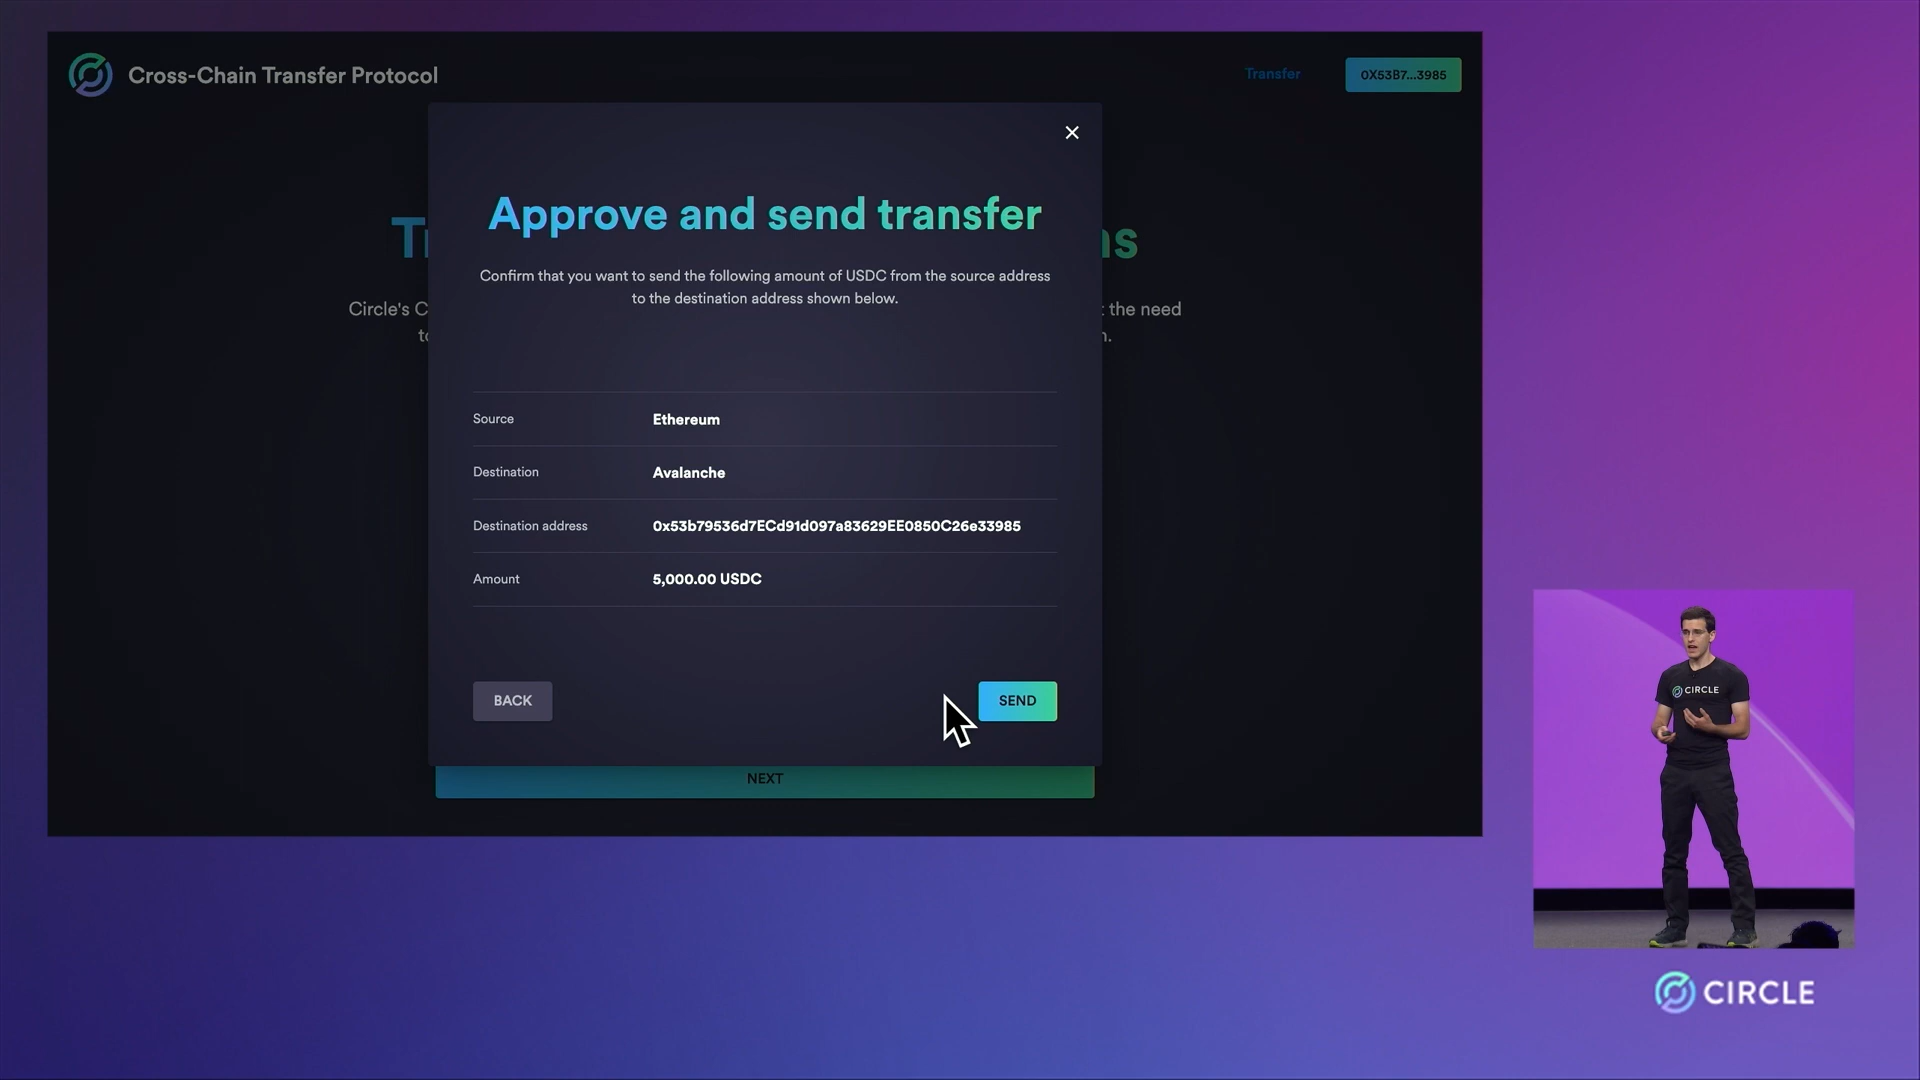 Cross-Chain Transfer Protocol
Transfer
0X53B7...3985
Approve and send transfer
Confirm that you want to send the following amount of USDC from the source address
to the destination address shown below.
Circle's C
the need
Source
Ethereum
Destination
Avalanche
Destination address
0x53b79536d7ECd91d097a83629EE0850C26e33985
Amount
5,000.00 USDC
BACK
SEND
NEXT
CIRCLE
CIRCLE